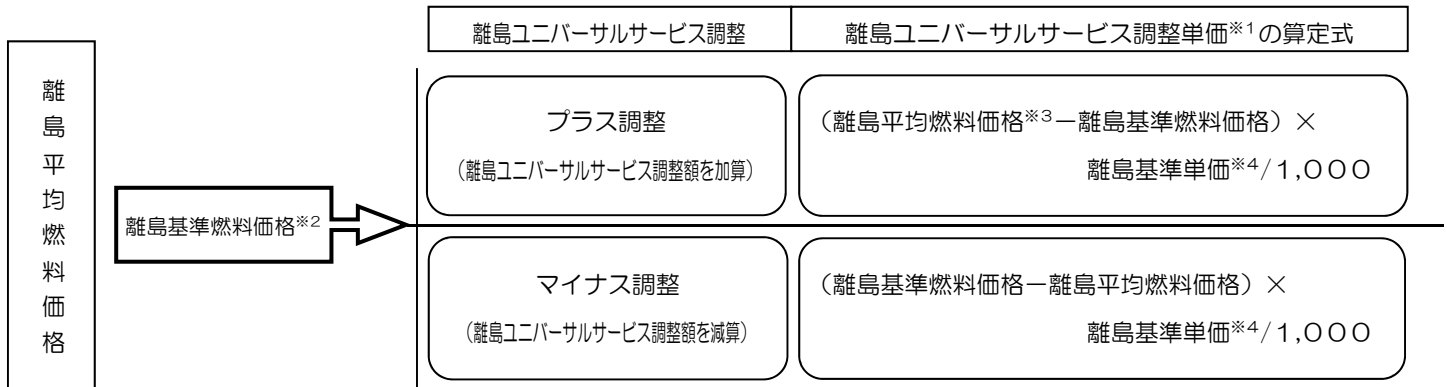 離島ユニバーサルサービス調整
離島ユニバーサルサービス調整単価※1の算定式
離島平均燃料価格
離島基準燃料価格※2
プラス調整
（離島ユニバーサルサービス調整額を加算）
（離島平均燃料価格※3－離島基準燃料価格）×
離島基準単価※4/1,000
マイナス調整
（離島ユニバーサルサービス調整額を減算）
（離島基準燃料価格－離島平均燃料価格）×
離島基準単価※4/1,000